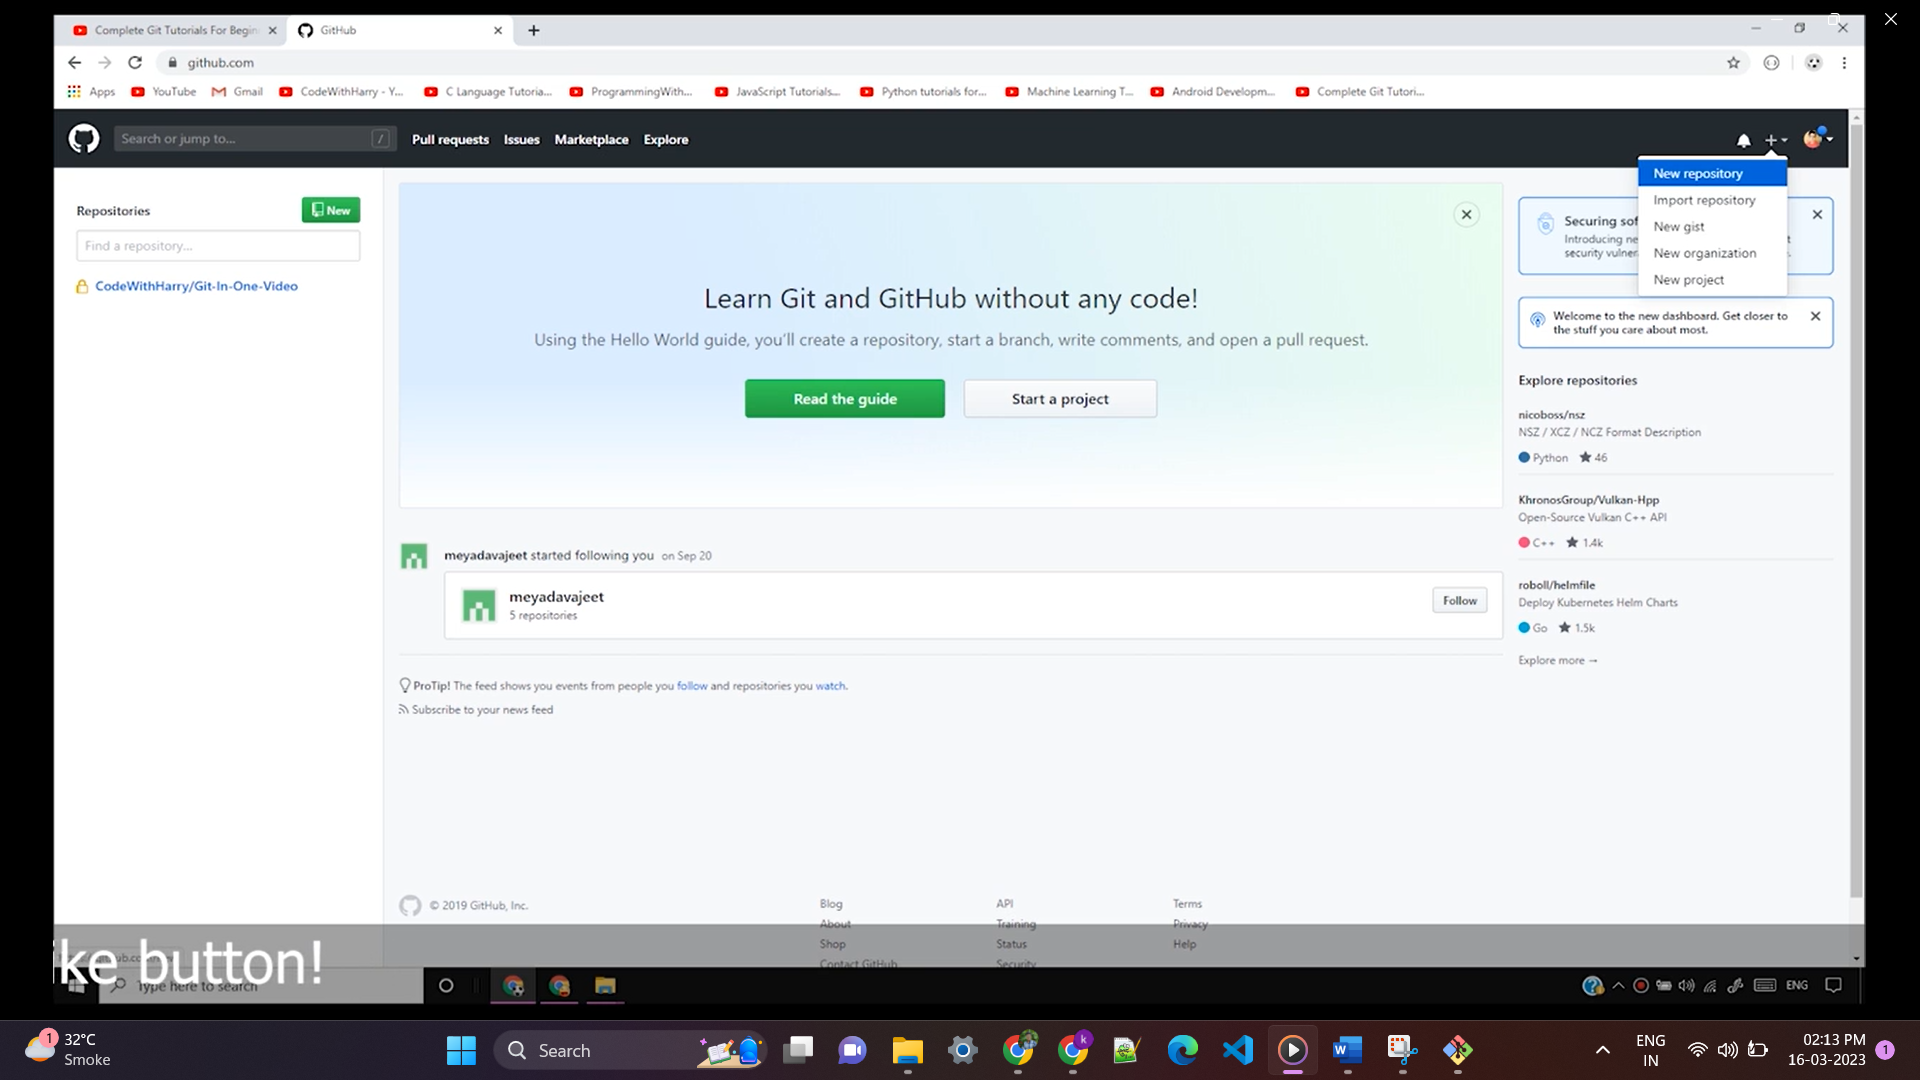 Complete Git Tutorials For Begin
GitHub
github.com
Apps
YouTube
Gmail
CodeWithHarry - Y...
C Language Tutoria...
ProgrammingWith...
JavaScript Tutorials...
Python tutorials for...
Machine Learning T...
Android Developm...
Complete Git Tutori...
Search or jump to...
/
Pull requests
Issues
Marketplace
Explore
New repository
Import repository
New gist
New organization
New project
Repositories
New
Find a repository...
CodeWithHarry/Git-In-One-Video
Learn Git and GitHub without any code!
Using the Hello World guide, you’ll create a repository, start a branch, write comments, and open a pull request.
Read the guide
Start a project
meyadavajeet started following you on Sep 20
meyadavajeet
5 repositories
Follow
ProTip! The feed shows you events from people you follow and repositories you watch.
Subscribe to your news feed
Securing sof
Introducing ne
security vulner
Welcome to the new dashboard. Get closer to
the stuff you care about most.
Explore repositories
nicoboss/nsz
NSZ / XCZ / NCZ Format Description
Python 46
KhronosGroup/Vulkan-Hpp
Open-Source Vulkan C++ API
C++ 1.4k
roboll/helmfile
Deploy Kubernetes Helm Charts
Go 1.5k
Explore more →
© 2019 GitHub, Inc.
Blog
About
Shop
Contact GitHub
API
Training
Status
Security
Terms
Privacy
Help
ike button!
Type here to search
ENG
1
32°C
Smoke
Search
ENG
IN
02:13 PM
16-03-2023
1